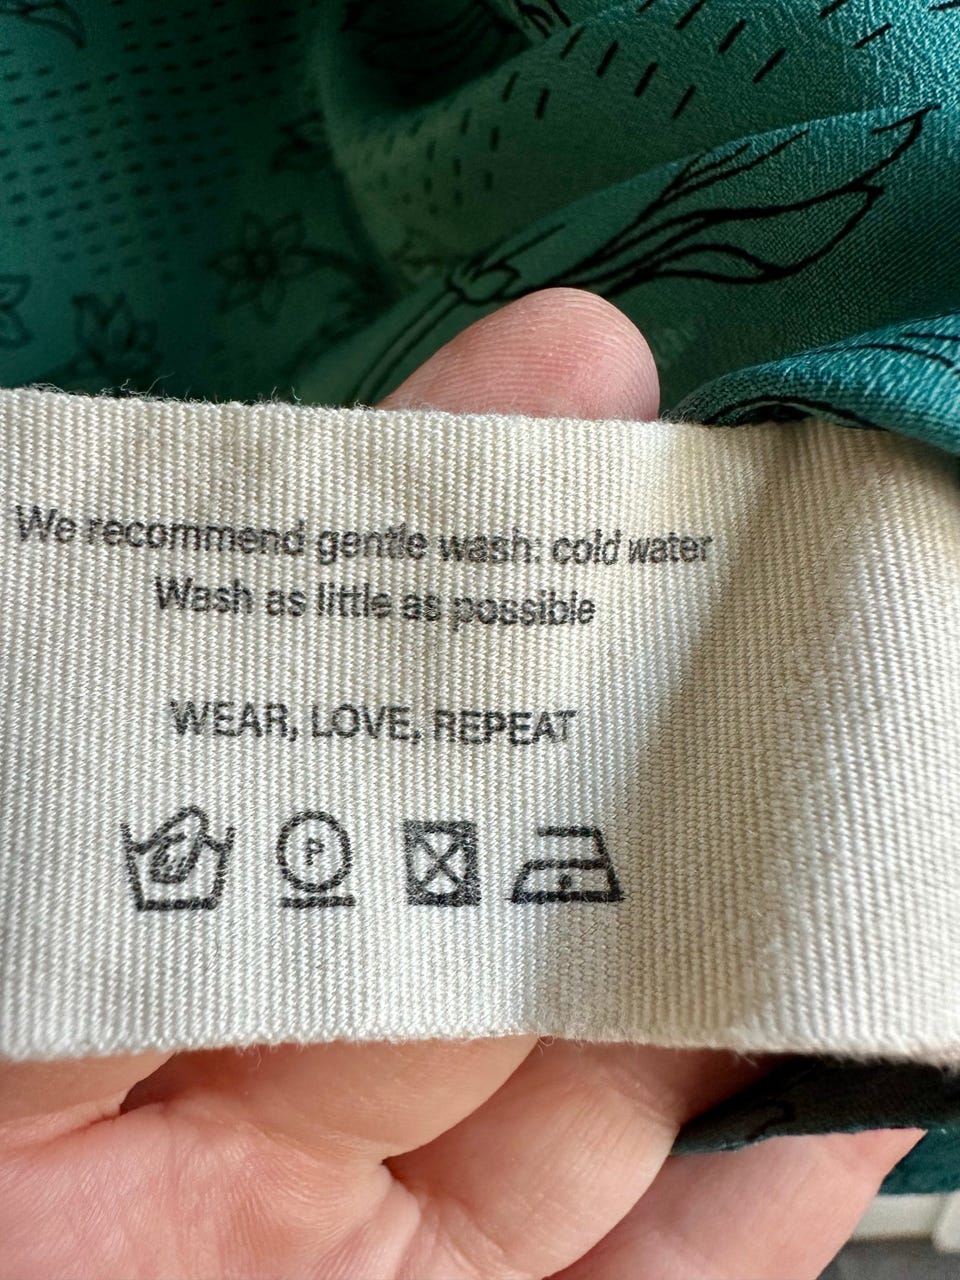 We recommend gentle wash: cold water
Wash as little as possible
WEAR, LOVE, REPEAT
P